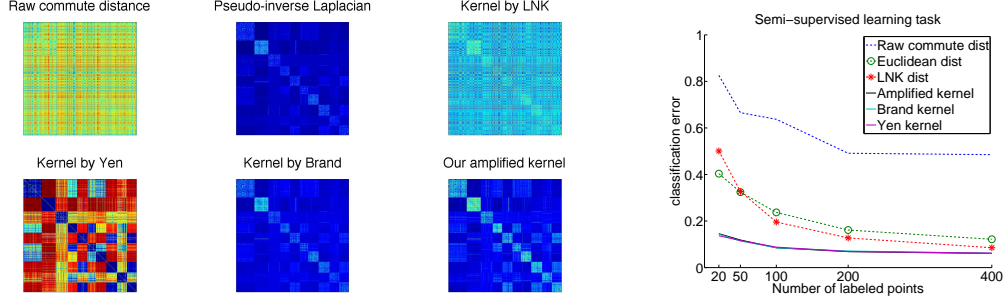 Raw commute distance
Pseudo-inverse Laplacian
Kernel by LNK
Kernel by Yen
Kernel by Brand
Our amplified kernel
Semi-supervised learning task
1
0.8
0.6
0.4
0.2
0
classification error
Raw commute dist
Euclidean dist
LNK dist
Amplified kernel
Brand kernel
Yen kernel
20 50 100 200 400
Number of labeled points